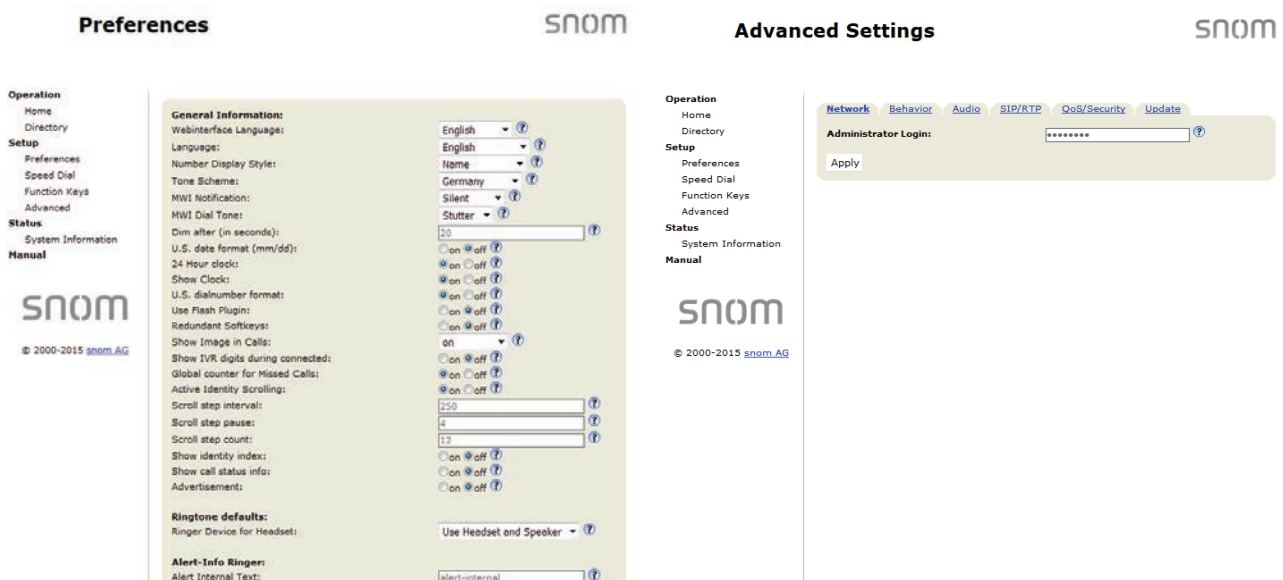 Preferences
snom
Operation
Home
Directory
Setup
Preferences
Speed Dial
Function Keys
Advanced
Status
System Information
Manual
snom
© 2000-2015 snom AG
General Information:
Webinterface Language: English ?
Language: English ?
Number Display Style: Name ?
Tone Scheme: Germany ?
MWI Notification: Silent ?
MWI Dial Tone: Stutter ?
Dim after (in seconds): 20 ?
U.S. date format (mm/dd): on off ?
24 Hour clock: on off ?
Show Clock: on off ?
U.S. dialnumber format: on off ?
Use Flash Plugin: on off ?
Redundant Softkeys: on off ?
Show Image in Calls: on ?
Show IVR digits during connected: on off ?
Global counter for Missed Calls: on off ?
Active Identity Scrolling: on off ?
Scroll step interval: 250 ?
Scroll step pause: 4 ?
Scroll step count: 12 ?
Show identity index: on off ?
Show call status info: on off ?
Advertisement: on off ?
Ringtone defaults:
Ringer Device for Headset: Use Headset and Speaker ?
Alert-Info Ringer:
Alert Internal Text: alert-internal ?
Advanced Settings
snom
Operation
Home
Directory
Setup
Preferences
Speed Dial
Function Keys
Advanced
Status
System Information
Manual
snom
© 2000-2015 snom AG
Network Behavior Audio SIP/RTP QoS/Security Update
Administrator Login: •••••••• ?
Apply